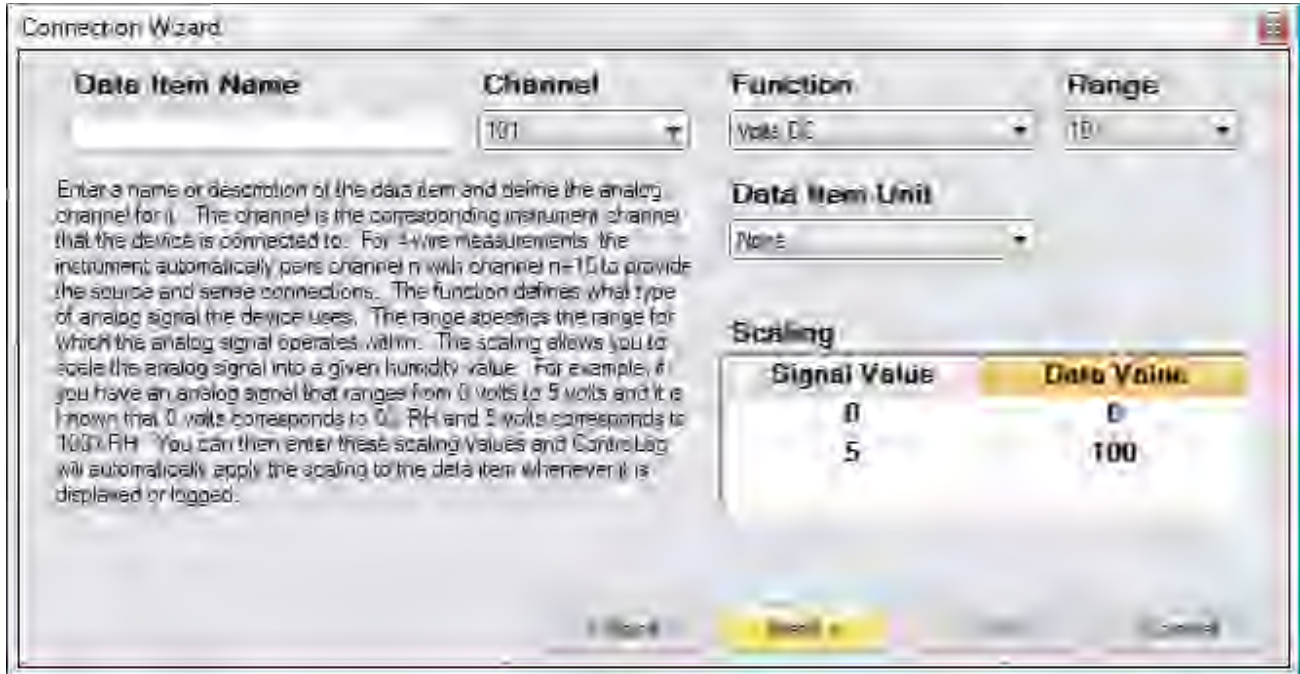 Connection Wizard
Data Item Name Channel Function Range
101 Volts DC 10
Enter a name or description of the data item and define the analog
channel for it. The channel is the corresponding instrument channel
that the device is connected to. For 4-wire measurements, the
instrument automatically pairs channel n with channel n+10 to provide
the source and sense connections. The function defines what type
of analog signal the device uses. The range specifies the range for
which the analog signal operates within. The scaling allows you to
scale the analog signal into a given humidity value. For example, if
you have an analog signal that ranges from 0 volts to 5 volts and it is
known that 0 volts corresponds to RH and 5 volts corresponds to
RH. You can then enter these scaling values and ControLog
will automatically apply the scaling to the data item whenever it is
displayed or logged.
Data Item Unit
None
Scaling
Signal Value Data Value
0 0
5 100
< Back Next > Cancel